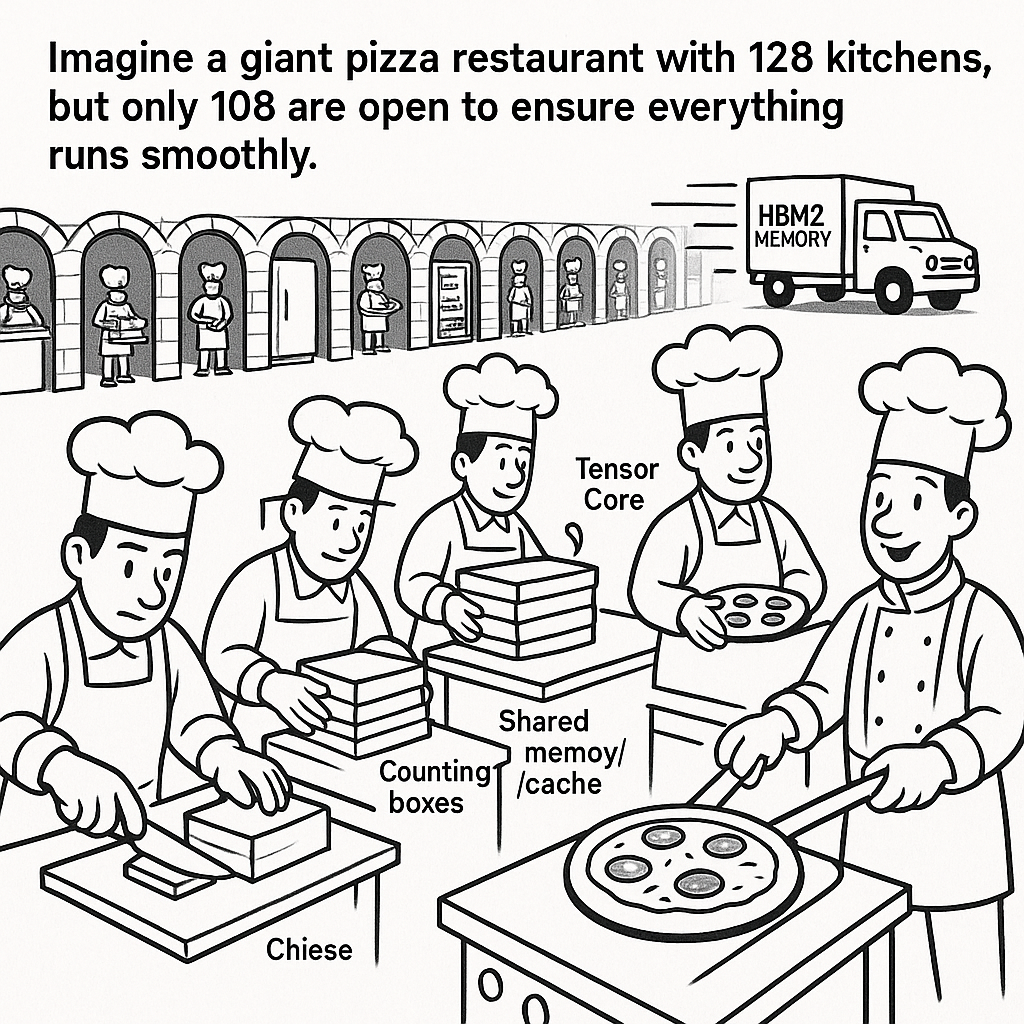 Imagine a giant pizza restaurant with 128 kitchens,
but only 108 are open to ensure everything
runs smoothly.
HBM2
MEMORY
Tensor
Core
Shared
memoy/
/cache
Counting
boxes
Chiese